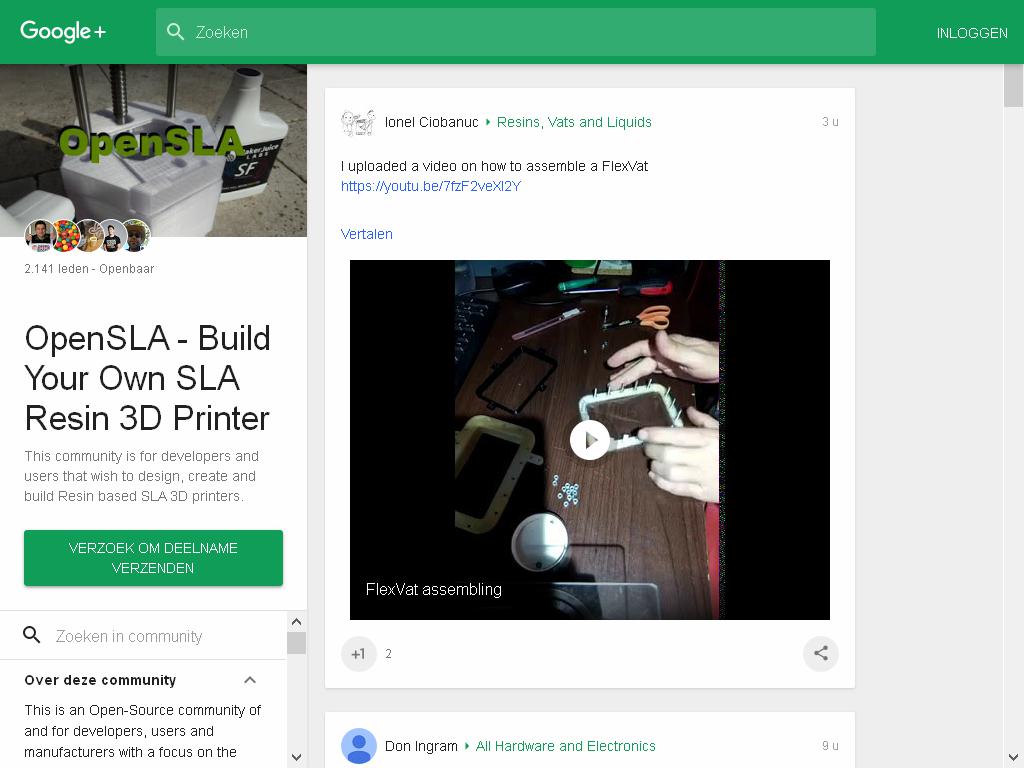 Google+
Zoeken
INLOGGEN
OpenSLA
MakerJuice
LABS
SF
2.141 leden - Openbaar
OpenSLA - Build
Your Own SLA
Resin 3D Printer
This community is for developers and
users that wish to design, create and
build Resin based SLA 3D printers.
VERZOEK OM DEELNAME
VERZENDEN
Zoeken in community
Over deze community
This is an Open-Source community of
and for developers, users and
manufacturers with a focus on the
Ionel Ciobanuc Resins, Vats and Liquids 3 u
I uploaded a video on how to assemble a FlexVat
https://youtu.be/7fzF2veXI2Y
Vertalen
FlexVat assembling
+1 2
Don Ingram All Hardware and Electronics 9 u